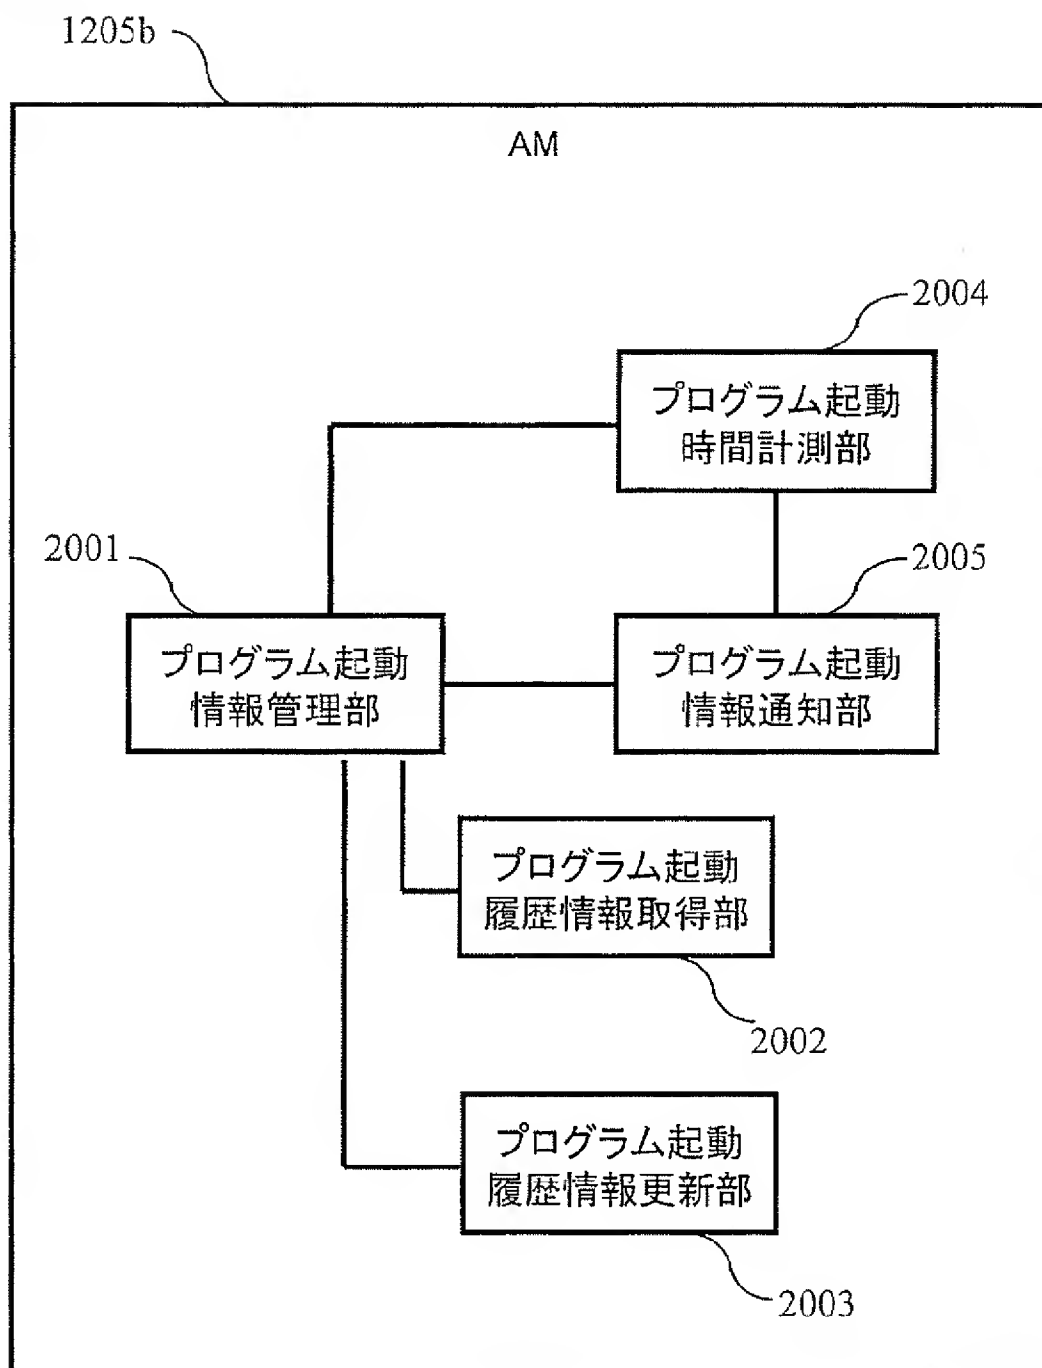 1205b
AM
2004
プログラム起動
時間計測部
2001
2005
プログラム起動
情報管理部
プログラム起動
情報通知部
プログラム起動
履歴情報取得部
2002
プログラム起動
履歴情報更新部
2003